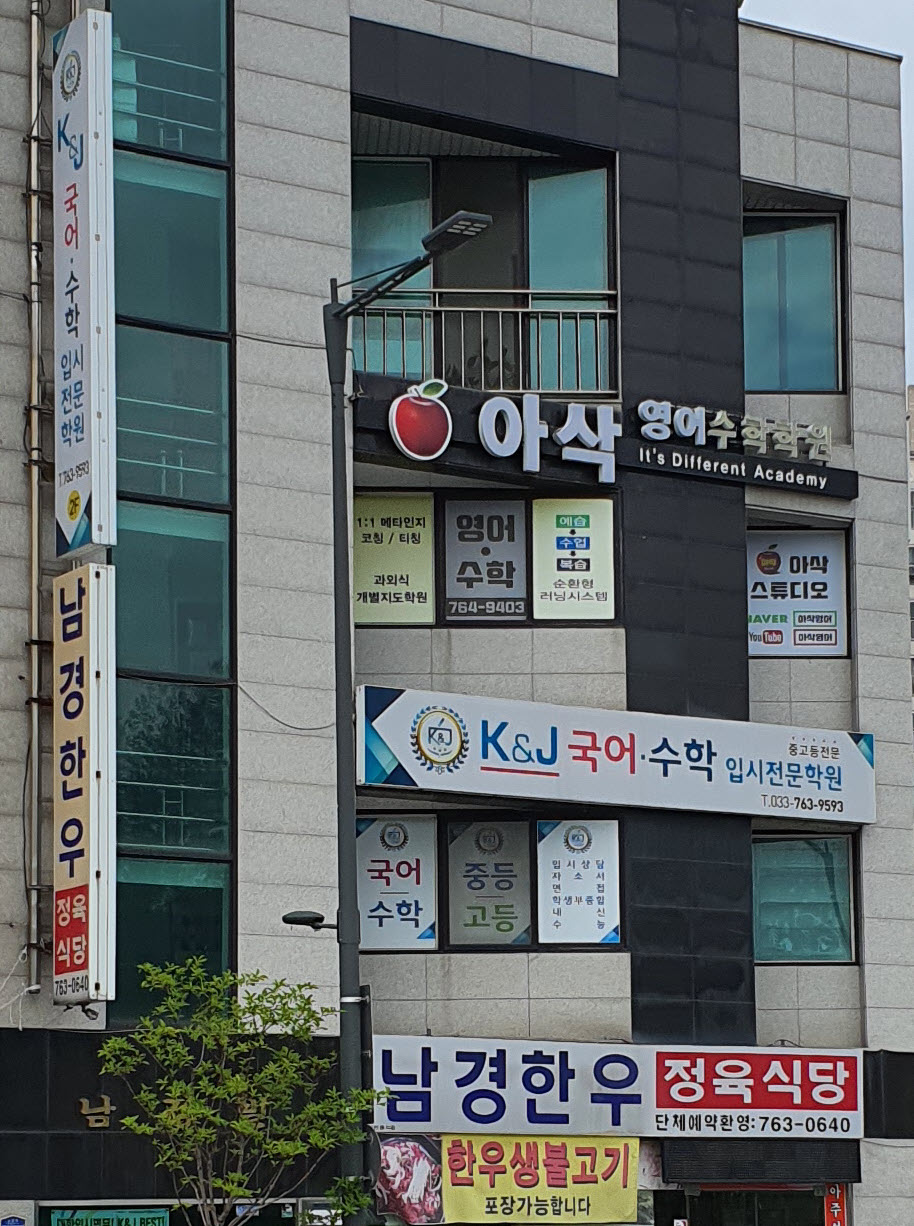 K&J 국어·수학 입시전문학원
T.763-9593
2F
남경한우
정육
식당
763-0640
아삭 영어수학학원
It's Different Academy
1:1 메타인지
코칭 / 티칭
과외식
개별지도학원
영어
·
수학
764-9403
예습
수업
복습
순환형
러닝시스템
아삭
스튜디오
NAVER 아삭영어
YouTube 아삭영어
K&J
K&J 국어·수학 입시전문학원
중고등전문
T.033-763-9593
국어
수학
중등
고등
입시상담
자소서
면접
학생부종합
내신
수능
남경한우 정육식당
단체예약환영:763-0640
한우생불고기
포장가능합니다
남
K&J BEST!